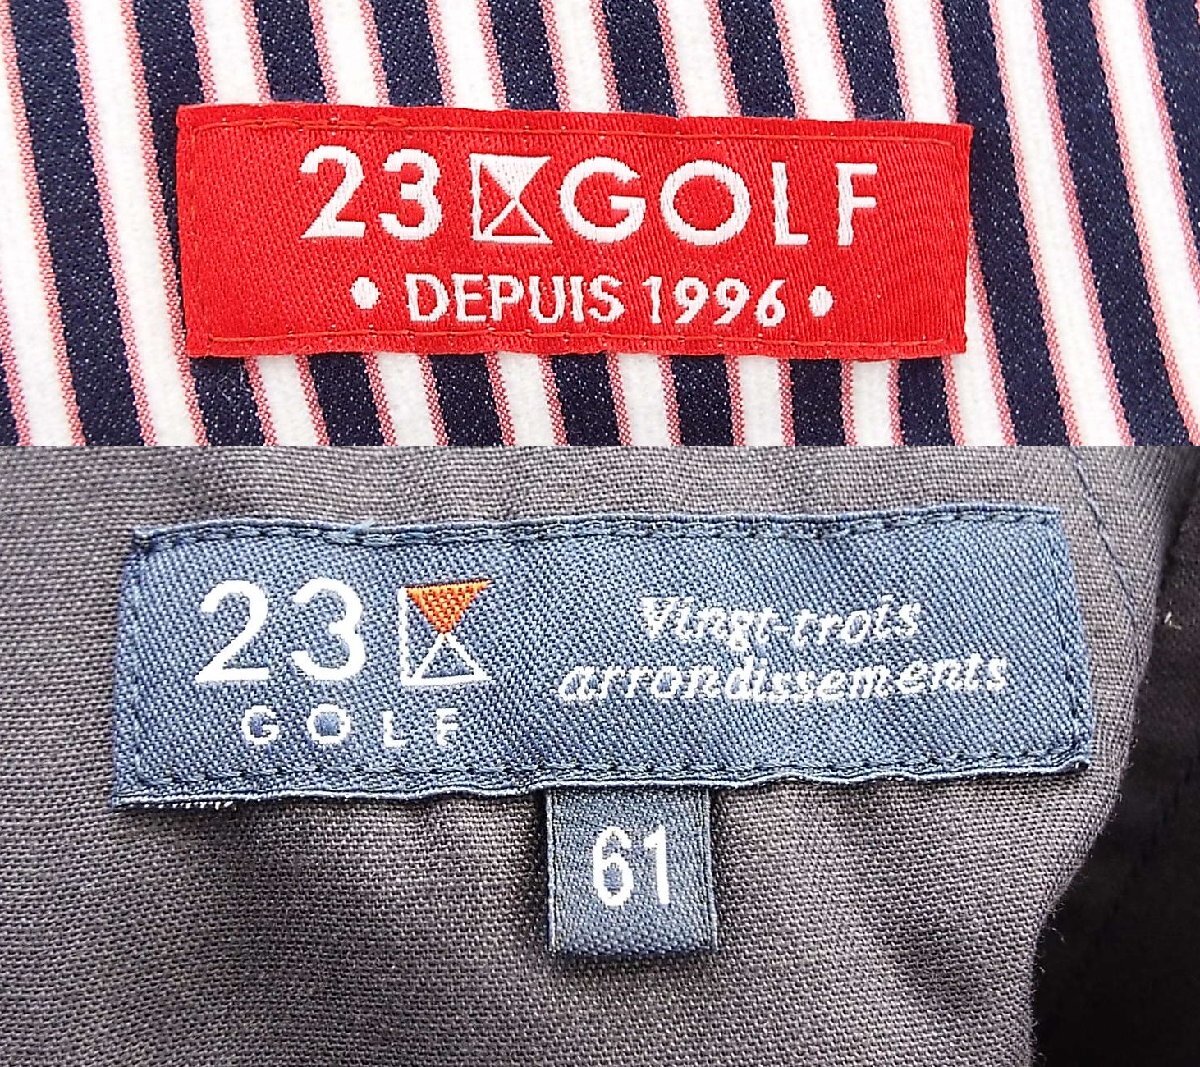 23 GOLF
• DEPUIS 1996 •
23
GOLF
Vingt-trois
arrondissements
61